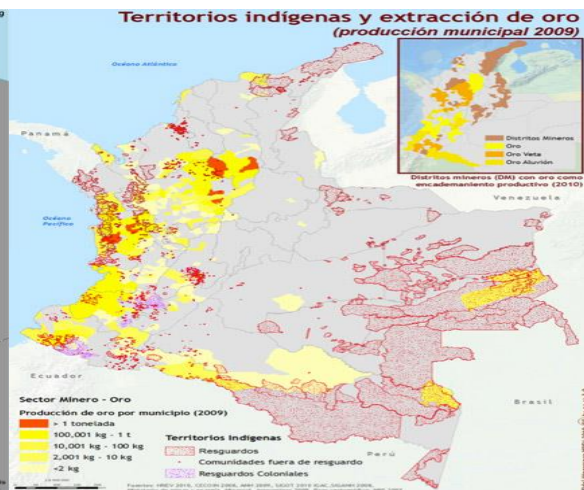 Territorios indígenas y extracción de oro
(producción municipal 2009)
Océano Atlántico
Panamá
Océano
Pacífico
Distritos Mineros
Oro
Oro Veta
Oro Aluvión
Distritos mineros (DM) con oro como
encadenamiento productivo (2010)
Venezuela
Ecuador
Brasil
Perú
Sector Minero - Oro
Producción de oro por municipio (2009)
> 1 tonelada
100,001 kg - 1 t
10,001 kg - 100 kg
2,001 kg - 10 kg
<2 kg
Territorios Indígenas
Resguardos
Comunidades fuera de resguardo
Resguardos Coloniales